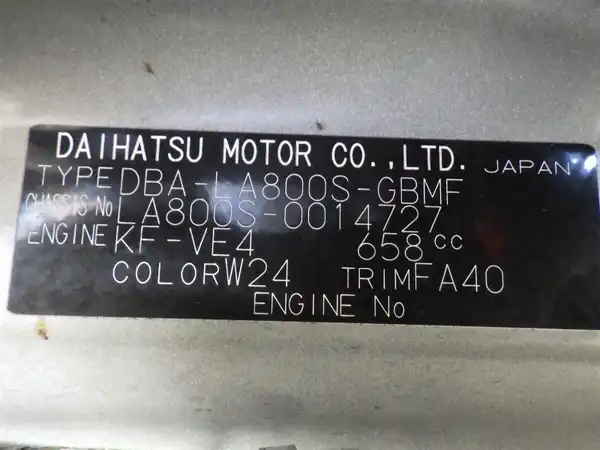 DAIHATSU MOTOR CO.,LTD. JAPAN
TYPE DBA-LA800S-GBMF
CHASSIS No LA800S-0014727
ENGINE KF-VE4 658cc
COLOR W24 TRIM FA40
ENGINE No